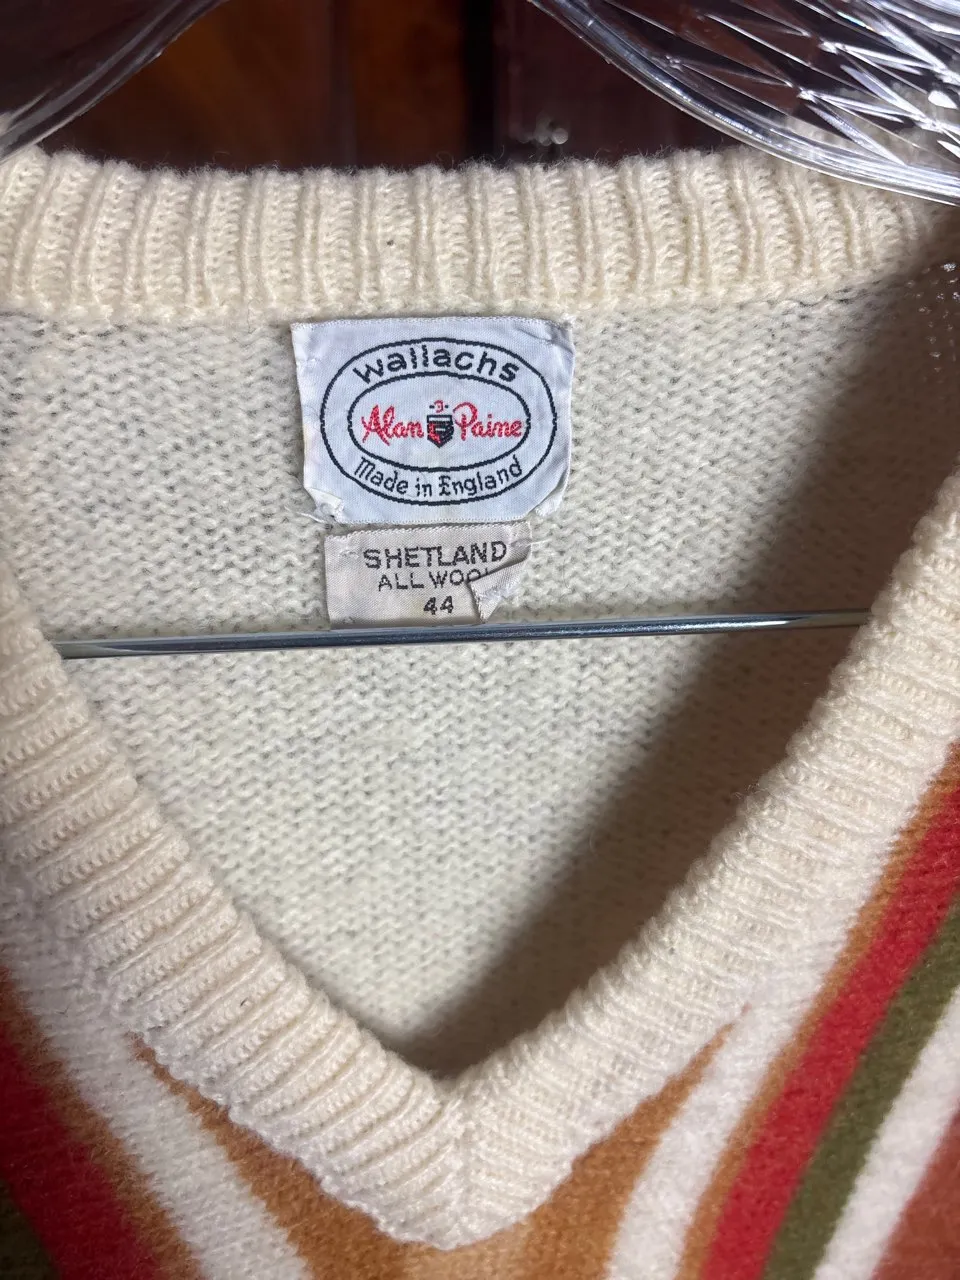 Wallachs
Alan Paine
Made in England
SHETLAND
ALL WOOL
44